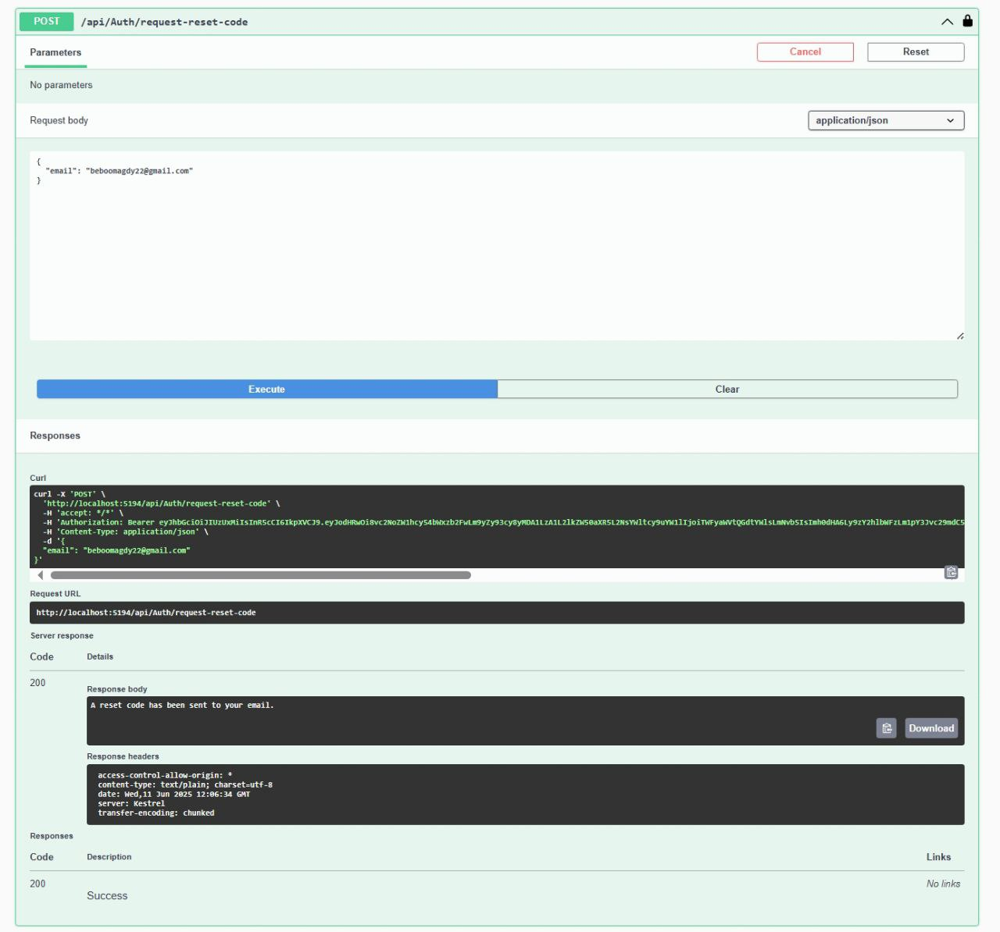 POST /api/Auth/request-reset-code
Parameters
Cancel
Reset
No parameters
Request body
application/json
{
  "email": "beboomagdy22@gmail.com"
}
Execute
Clear
Responses
Curl
curl -X 'POST' \
  'http://localhost:5194/api/Auth/request-reset-code' \
  -H 'accept: */*' \
  -H 'Authorization: Bearer
  -H 'Content-Type: application/json' \
  -d '{
  "email": "beboomagdy22@gmail.com"
}'
Request URL
http://localhost:5194/api/Auth/request-reset-code
Server response
Code Details
200
Response body
A reset code has been sent to your email.
Download
Response headers
access-control-allow-origin: *
content-type: text/plain; charset=utf-8
date: Wed,11 Jun 2025 12:06:34 GMT
server: Kestrel
transfer-encoding: chunked
Responses
Code Description Links
200 No links
Success